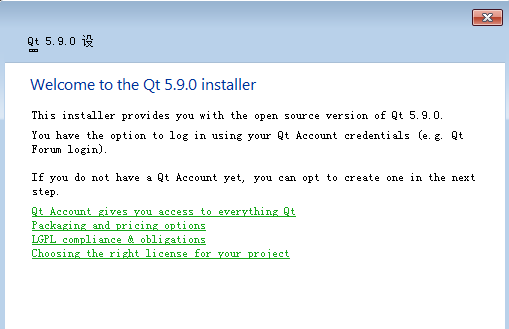 Qt 5.9.0 设
Welcome to the Qt 5.9.0 installer
This installer provides you with the open source version of Qt 5.9.0.
You have the option to log in using your Qt Account credentials (e.g. Qt
Forum login).
If you do not have a Qt Account yet, you can opt to create one in the next
step.
Qt Account gives you access to everything Qt
Packaging and pricing options
LGPL compliance & obligations
Choosing the right license for your project